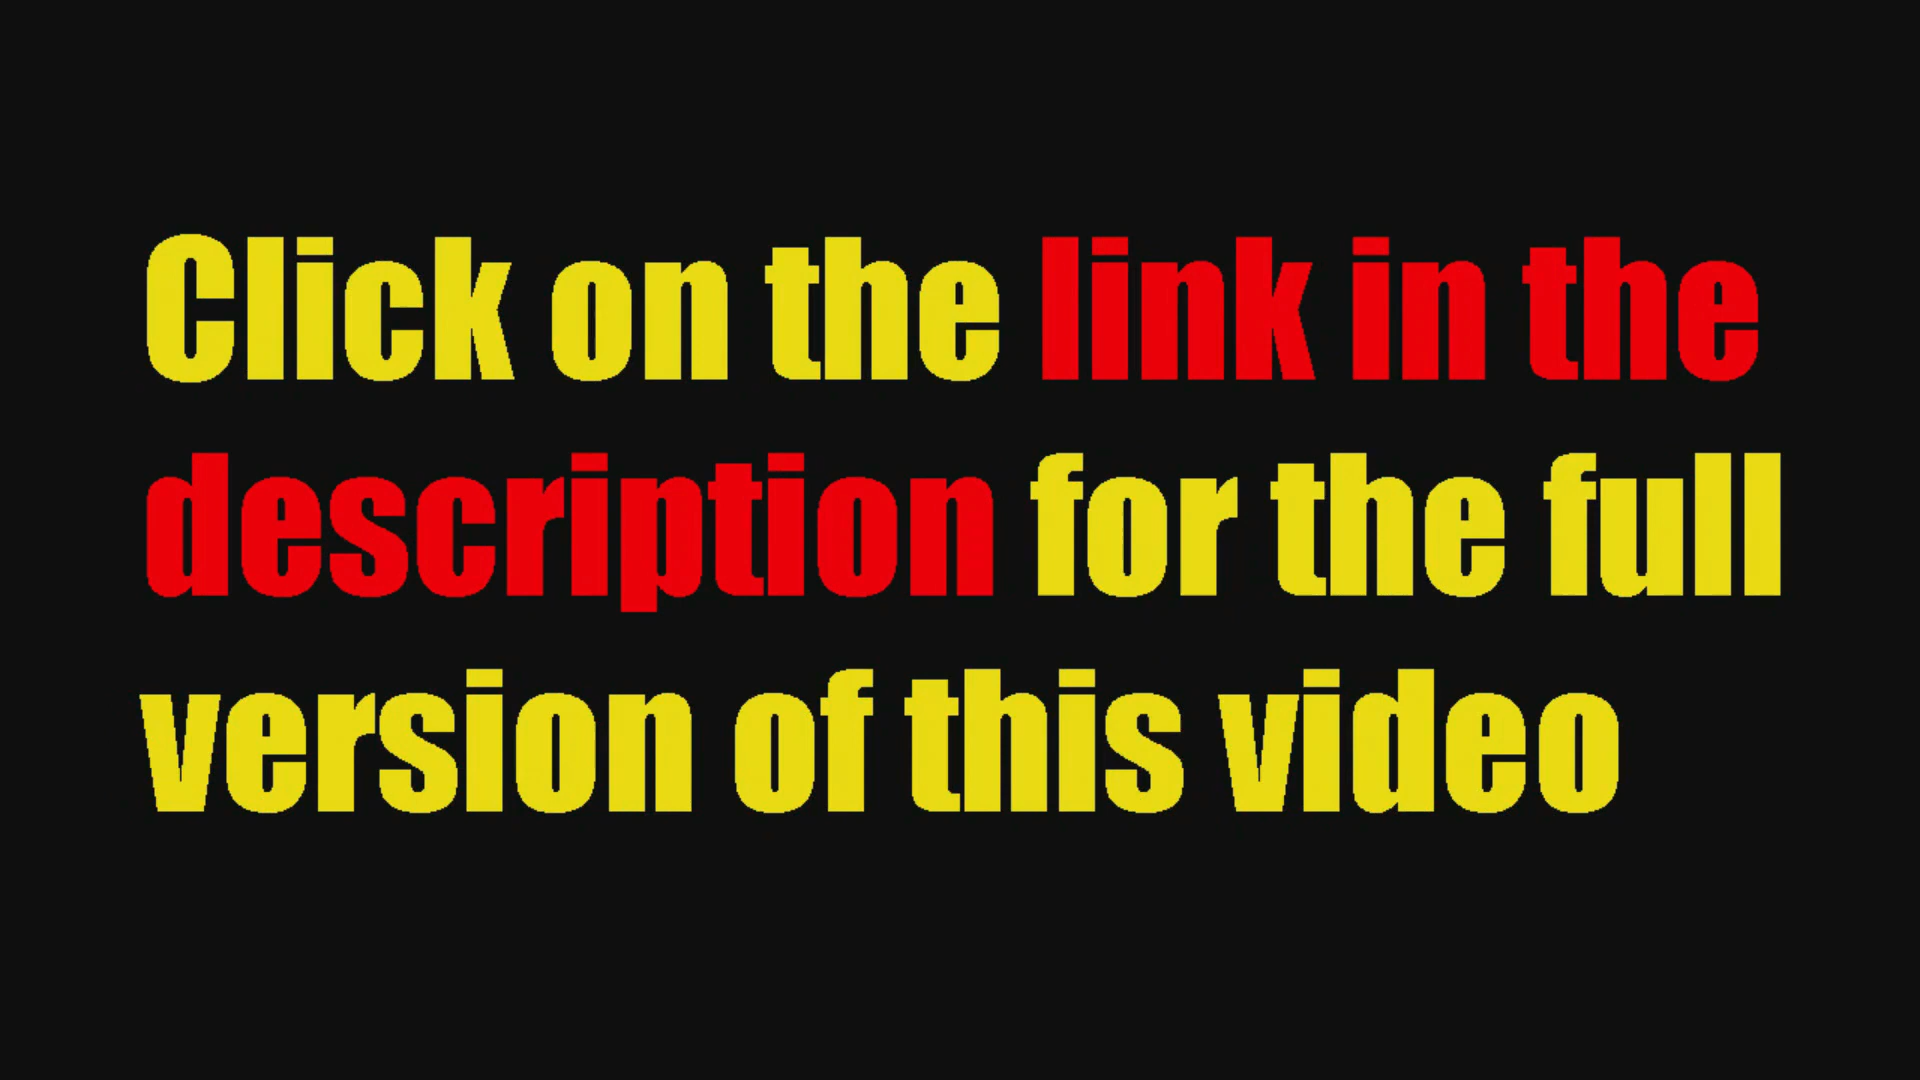 Click on the link in the
description for the full
version of this video